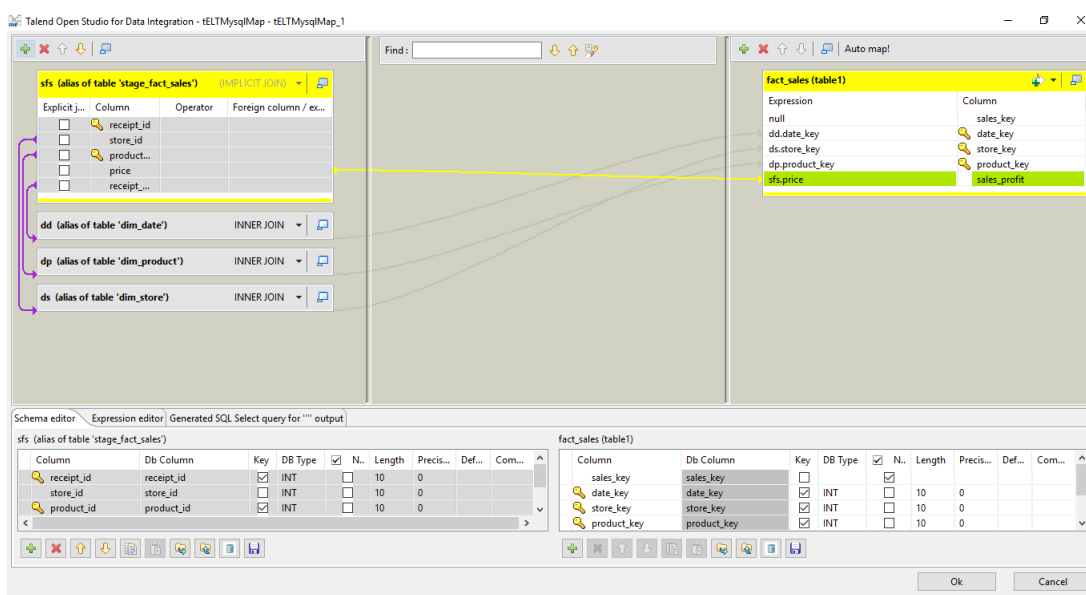 Talend Open Studio for Data Integration - tELTMysqlMap - tELTMysqlMap_1
Find :
Auto map!
sfs (alias of table 'stage_fact_sales') (IMPLICIT JOIN)
Explicit j... Column Operator Foreign column / ex...
receipt_id
store_id
product...
price
receipt_...
dd (alias of table 'dim_date') INNER JOIN
dp (alias of table 'dim_product') INNER JOIN
ds (alias of table 'dim_store') INNER JOIN
fact_sales (table1)
Expression Column
null sales_key
dd.date_key date_key
ds.store_key store_key
dp.product_key product_key
sfs.price sales_profit
Schema editor Expression editor Generated SQL Select query for "" output
sfs (alias of table 'stage_fact_sales')
Column Db Column Key DB Type N.. Length Precis... Def... Com...
receipt_id receipt_id INT 10 0
store_id store_id INT 10 0
product_id product_id INT 10 0
fact_sales (table1)
Column Db Column Key DB Type N.. Length Precis... Def... Com...
sales_key sales_key
date_key date_key INT 10 0
store_key store_key INT 10 0
product_key product_key INT 10 0
Ok Cancel